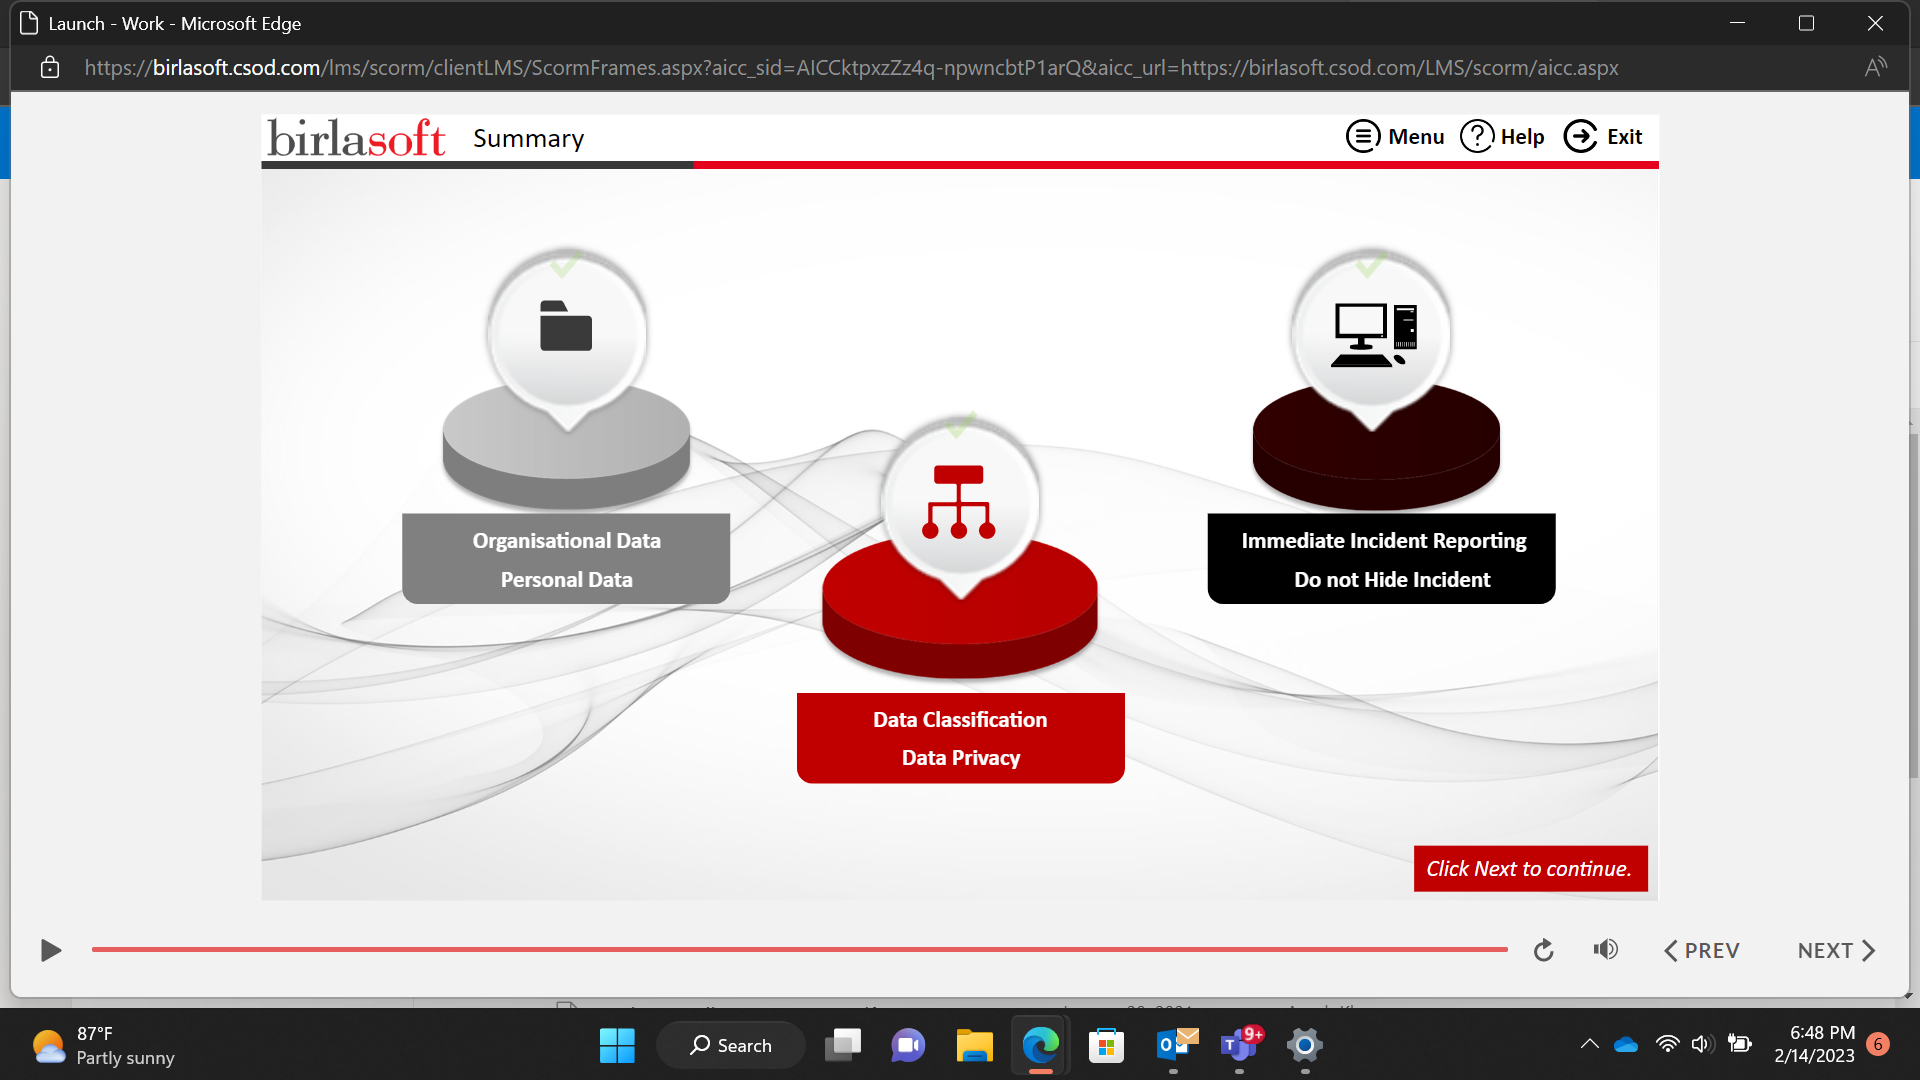 Launch - Work - Microsoft Edge
https://birlasoft.csod.com/lms/scorm/clientLMS/ScormFrames.aspx?aicc_sid=AICCktpxzZz4q-npwncbtP1arQ&aicc_url=https://birlasoft.csod.com/LMS/scorm/aicc.aspx
birlasoft Summary Menu Help Exit
Organisational Data
Personal Data
Immediate Incident Reporting
Do not Hide Incident
Data Classification
Data Privacy
Click Next to continue.
PREV NEXT
87°F
Partly sunny
Search
9+
6:48 PM
2/14/2023
6